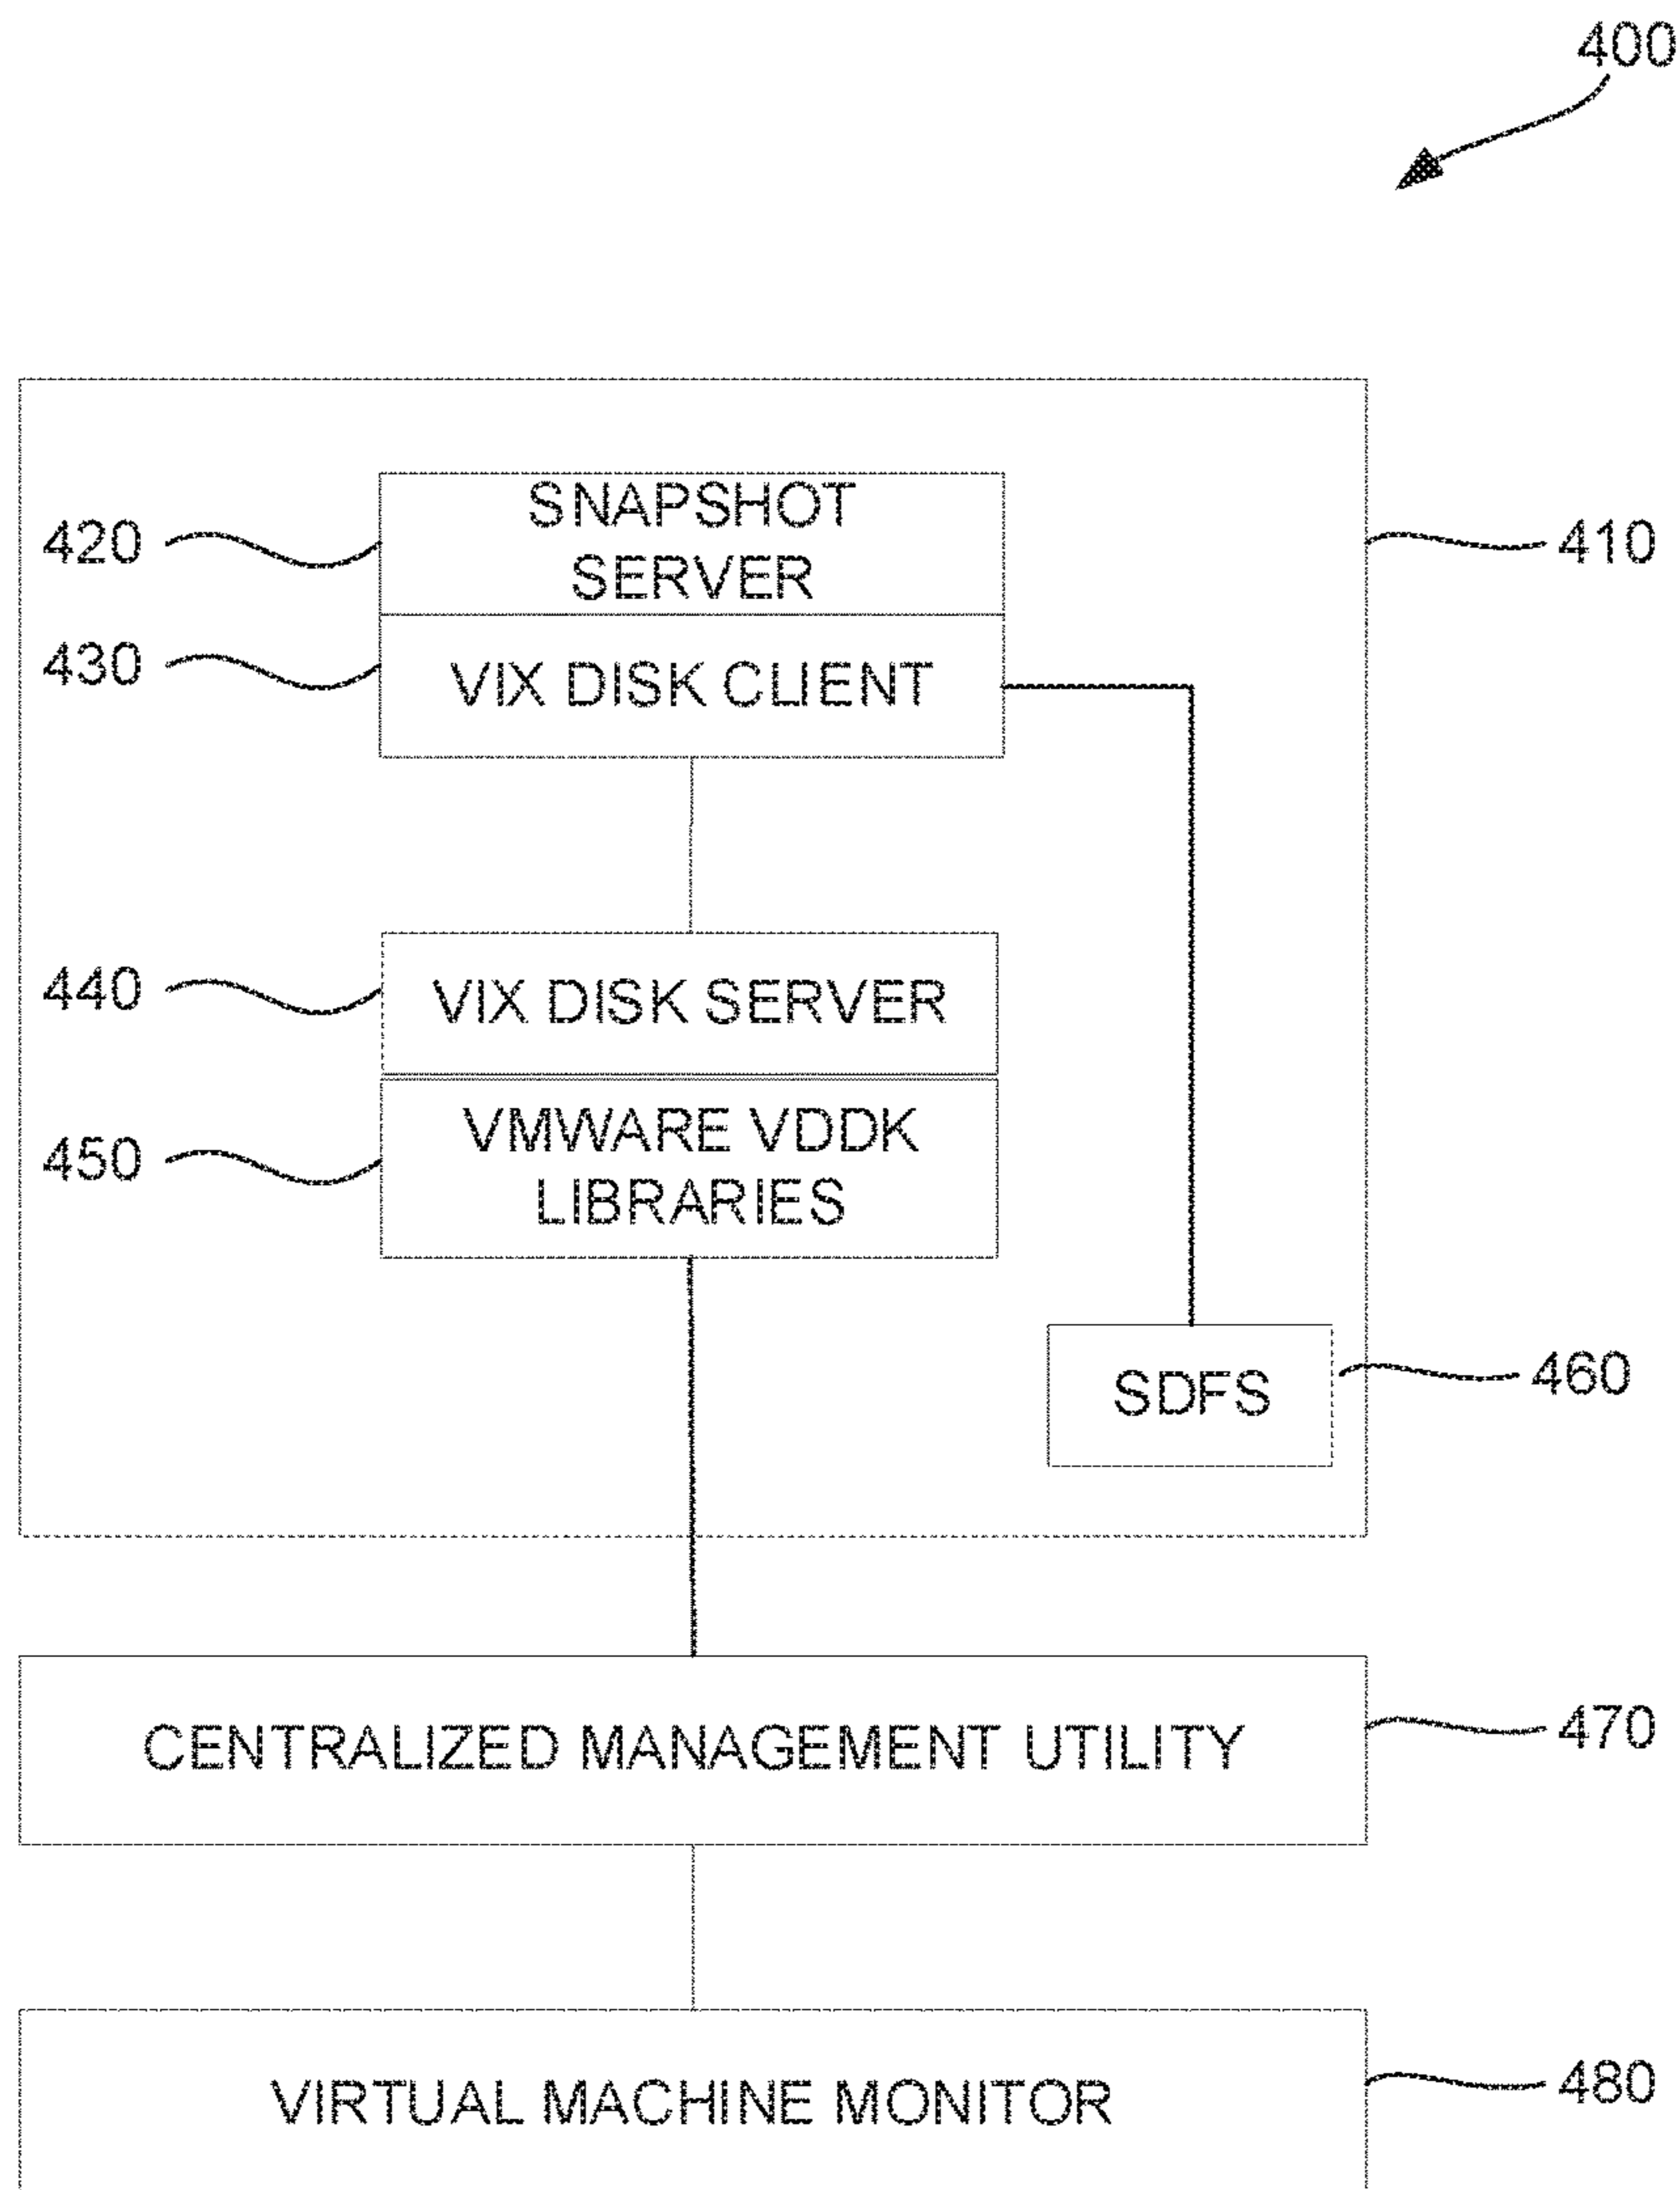 400
SNAPSHOT
SERVER
420
410
430
VIX DISK CLIENT
440
VIX DISK SERVER
VMWARE VDDK
450
LIBRARIES
460
SDFS
CENTRALIZED MANAGEMENT UTILITY
470
VIRTUAL MACHINE MONITOR
480